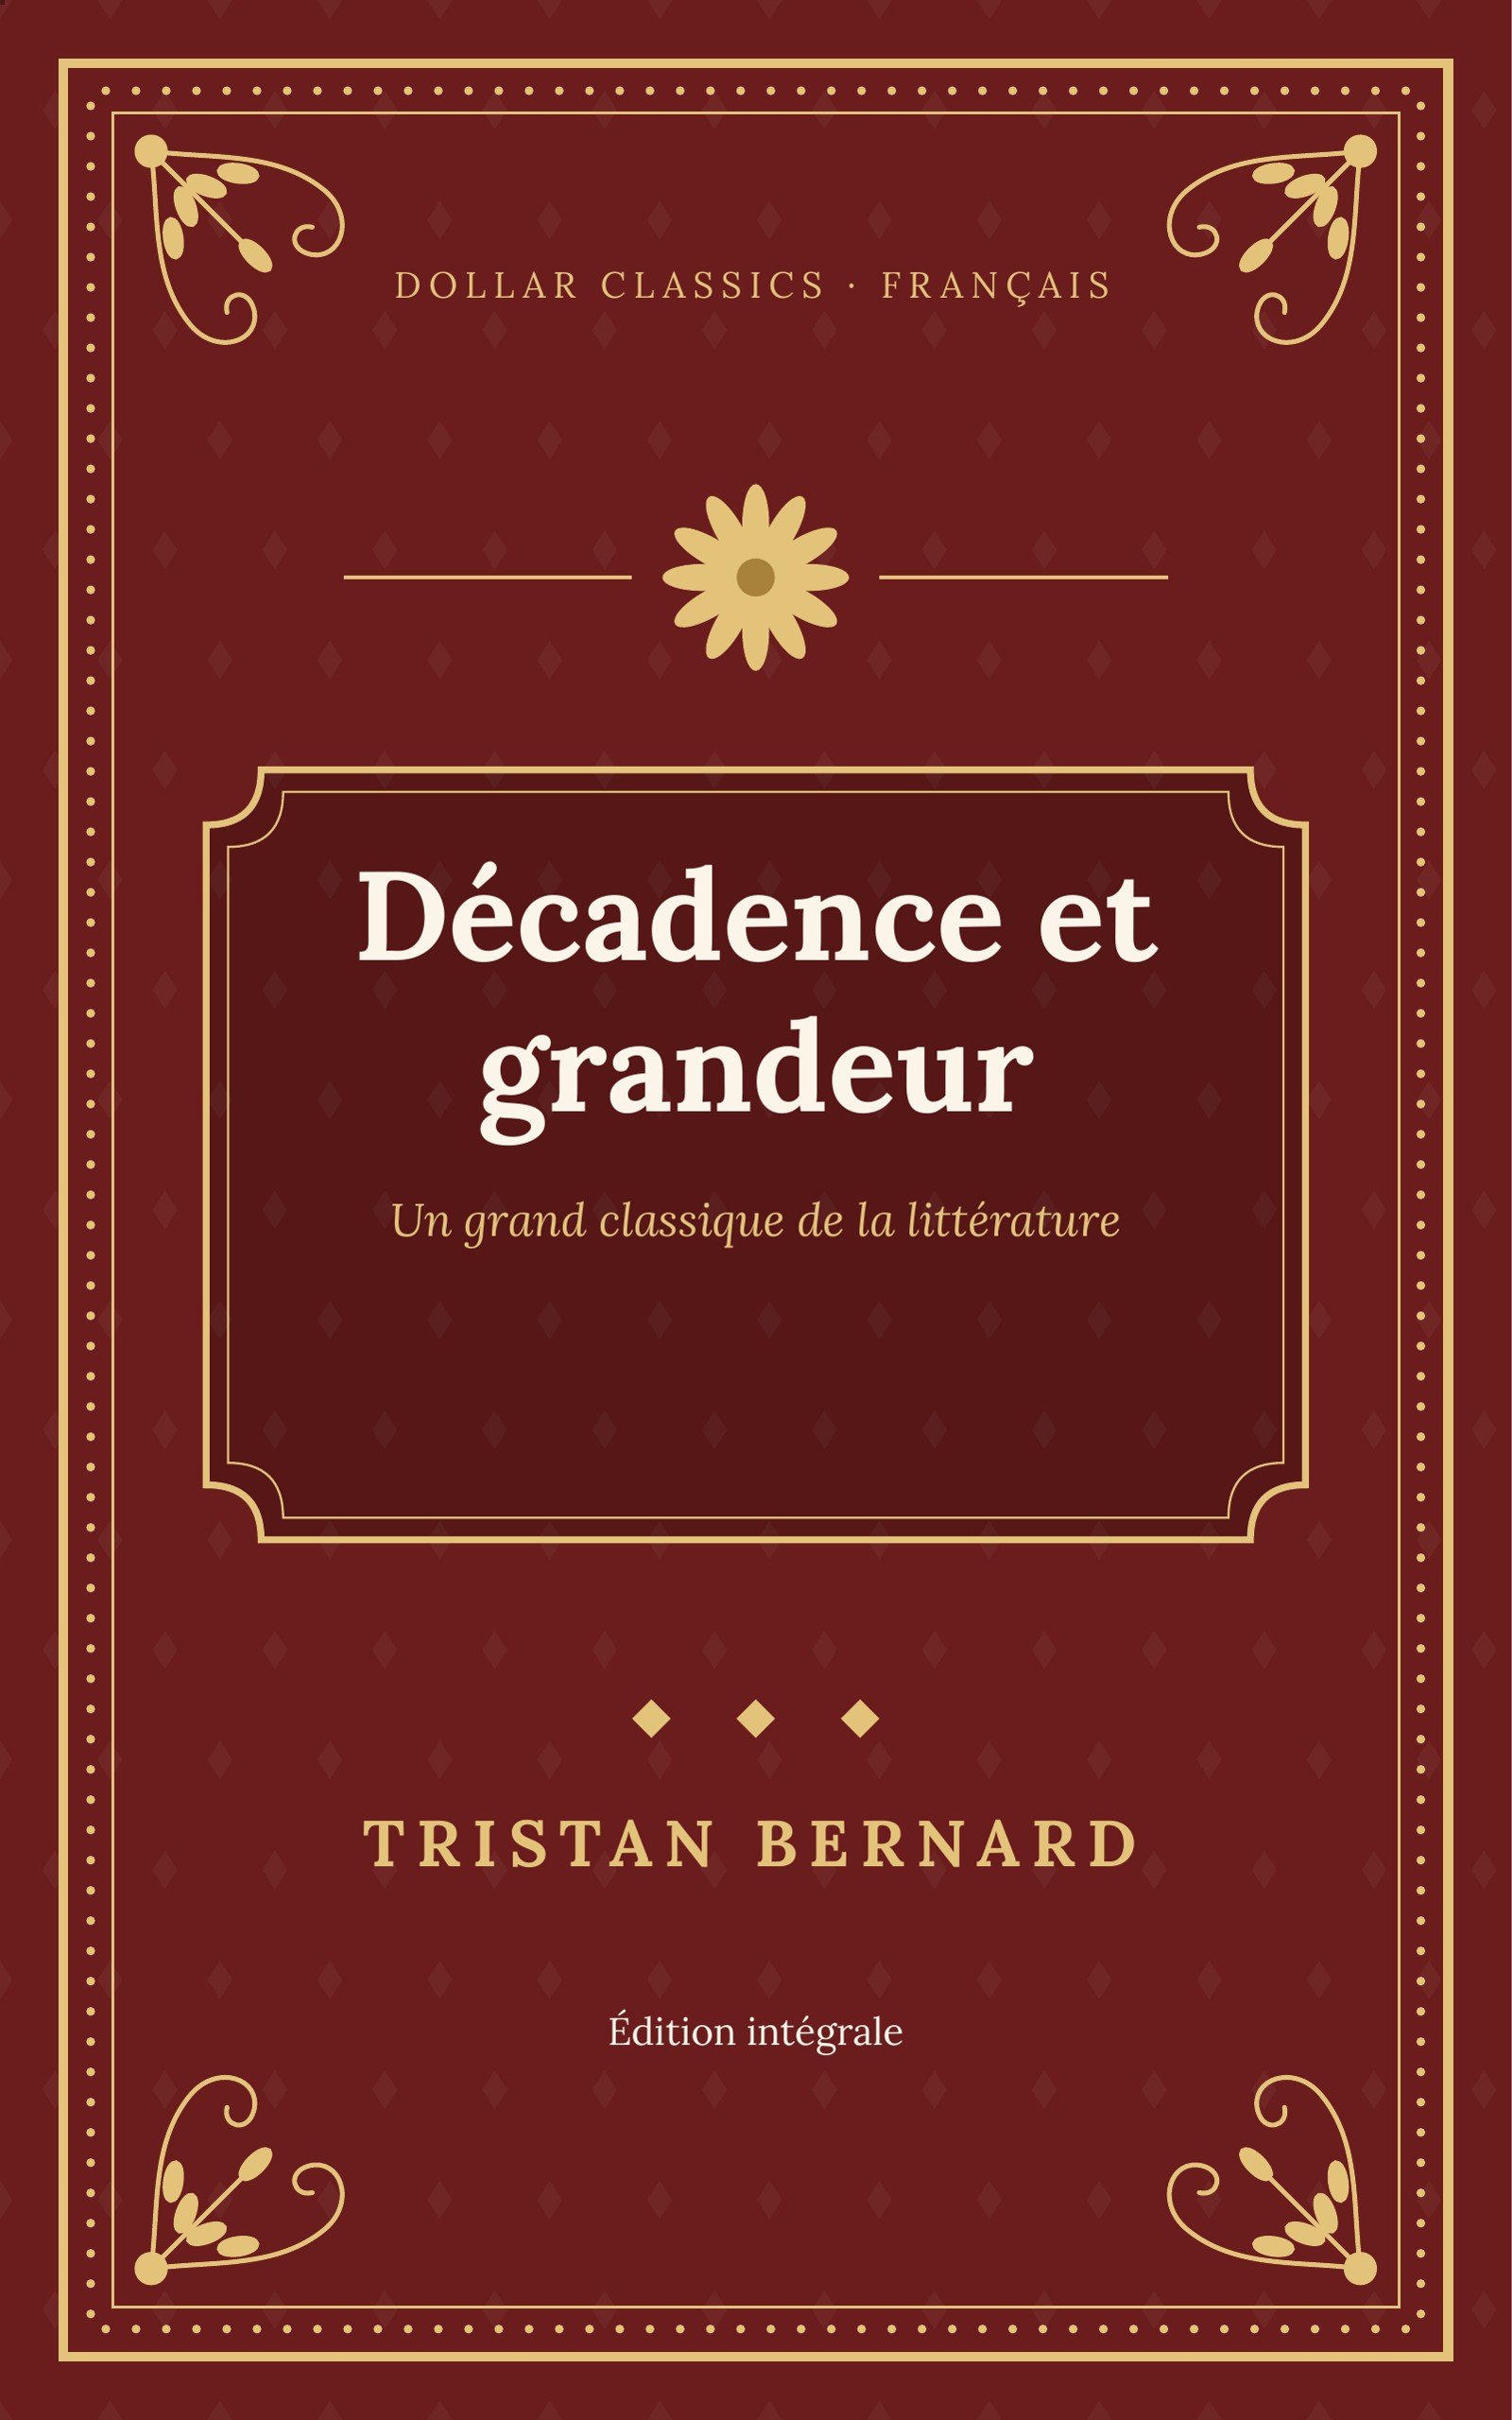 DOLLAR CLASSICS · FRANÇAIS
Décadence et
grandeur
Un grand classique de la littérature
TRISTAN BERNARD
Édition intégrale